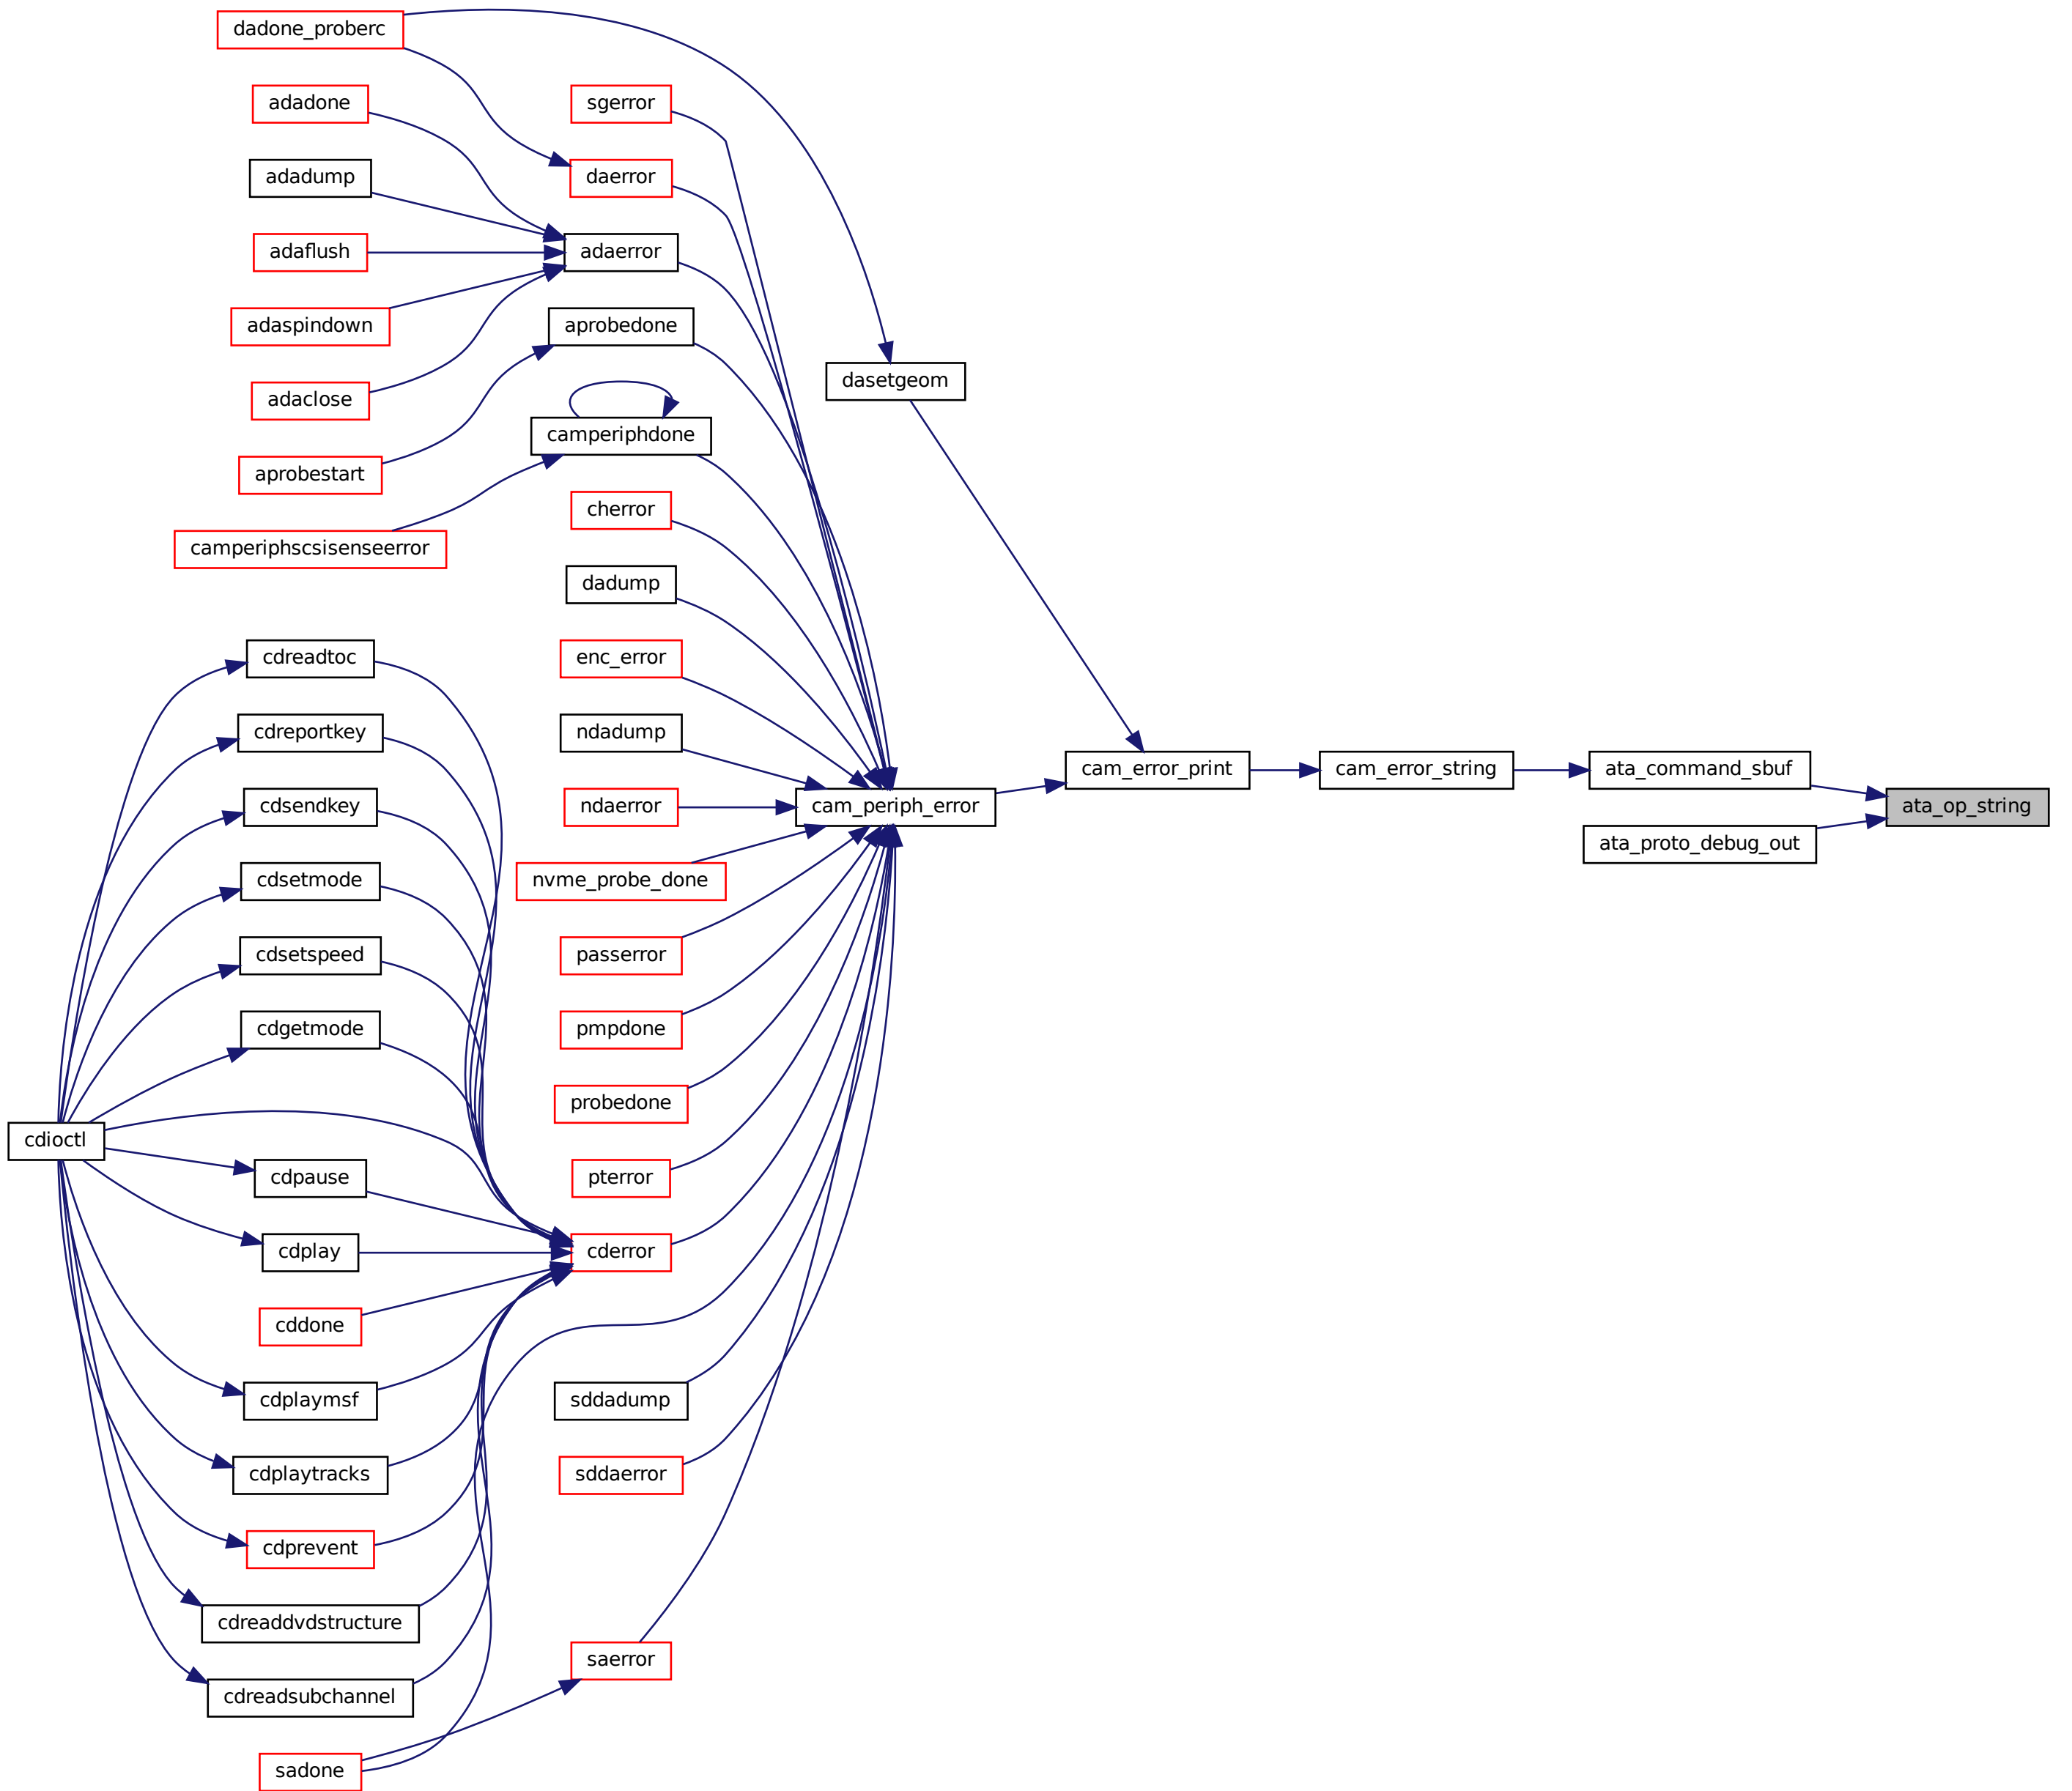 dadone_proberc
adadone
sgerror
adadump
daerror
adaflush
adaerror
adaspindown
aprobedone
adaclose
dasetgeom
camperiphdone
aprobestart
cherror
camperiphscsisenseerror
dadump
cdreadtoc
enc_error
cdreportkey
ndadump
cam_error_print
cam_error_string
ata_command_sbuf
cdsendkey
ndaerror
cam_periph_error
ata_op_string
ata_proto_debug_out
cdsetmode
nvme_probe_done
cdsetspeed
passerror
cdgetmode
pmpdone
probedone
cdioctl
cdpause
pterror
cdplay
cderror
cddone
cdplaymsf
sddadump
cdplaytracks
sddaerror
cdprevent
cdreaddvdstructure
saerror
cdreadsubchannel
sadone